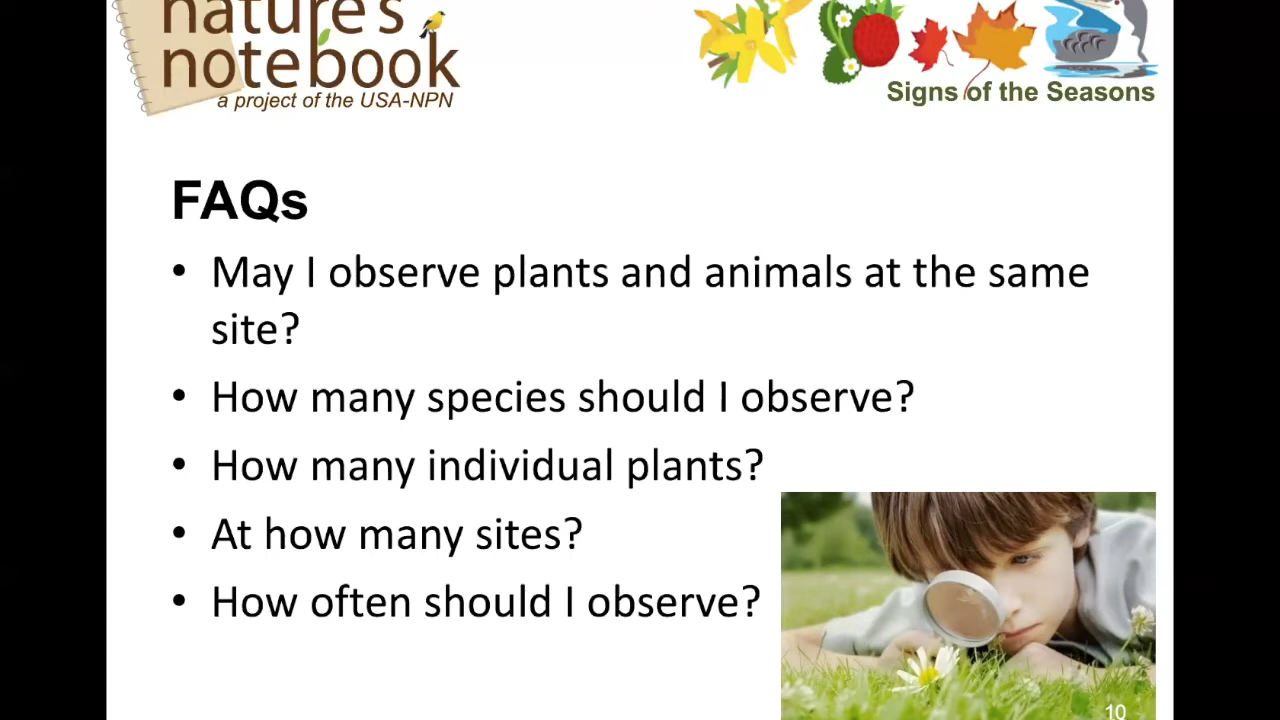 nature's
notebook
a project of the USA-NPN
Signs of the Seasons
FAQs
• May I observe plants and animals at the same
site?
• How many species should I observe?
• How many individual plants?
• At how many sites?
• How often should I observe?
10